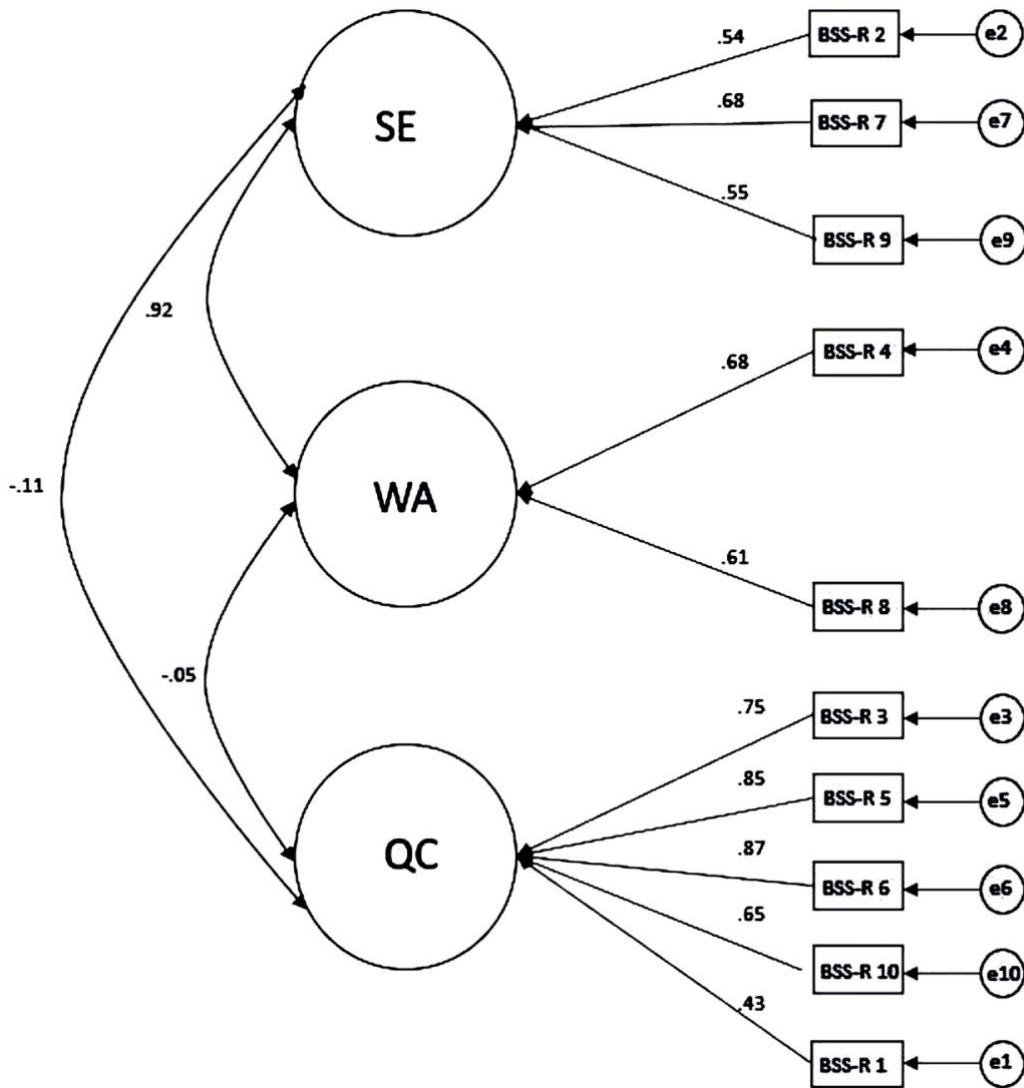 .54
BSS-R 2
e2
SE
.68
BSS-R 7
e7
.55
BSS-R 9
e9
.92
.68
BSS-R 4
e4
-.11
WA
.61
BSS-R 8
e8
-.05
.75
BSS-R 3
e3
.85
BSS-R 5
e5
QC
.87
BSS-R 6
e6
.65
BSS-R 10
e10
.43
BSS-R 1
e1